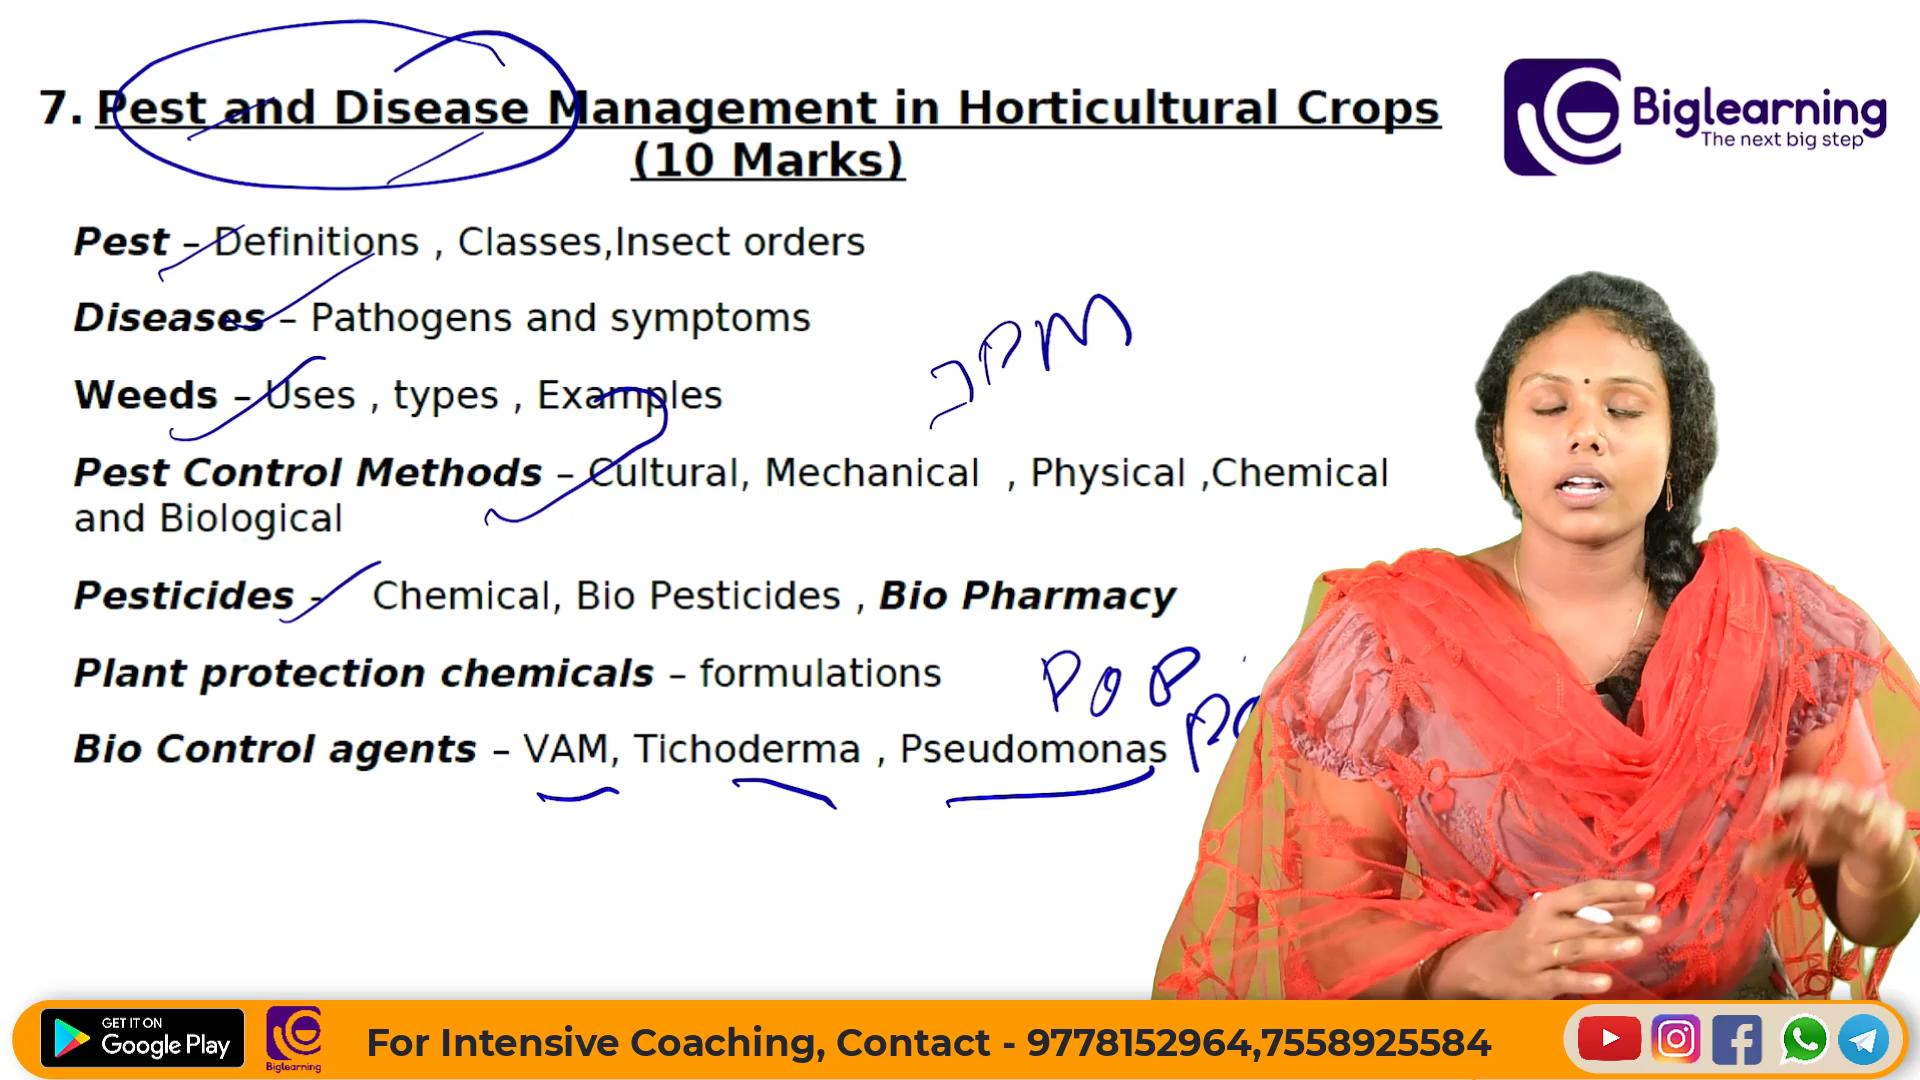 7. Pest and Disease Management in Horticultural Crops
(10 Marks)
Biglearning
The next big step
Pest – Definitions , Classes,Insect orders
Diseases – Pathogens and symptoms
IPM
Weeds – Uses , types , Examples
Pest Control Methods – Cultural, Mechanical , Physical ,Chemical
and Biological
Pesticides - Chemical, Bio Pesticides , Bio Pharmacy
Plant protection chemicals – formulations
POP
Bio Control agents – VAM, Tichoderma , Pseudomonas
GET IT ON
Google Play
Biglearning
For Intensive Coaching, Contact - 9778152964,7558925584